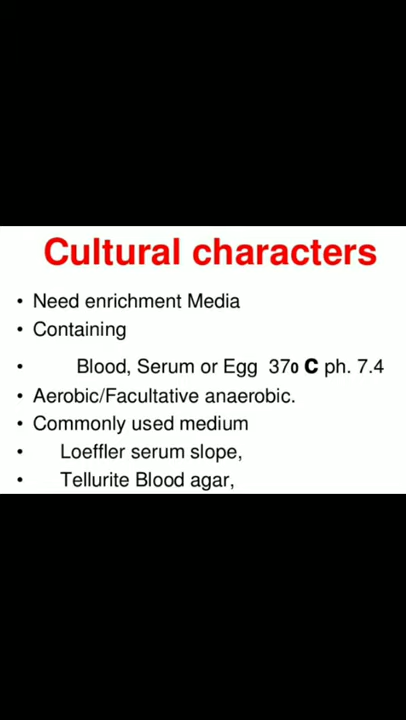 Cultural characters
• Need enrichment Media
• Containing
• Blood, Serum or Egg 37o C ph. 7.4
• Aerobic/Facultative anaerobic.
• Commonly used medium
• Loeffler serum slope,
• Tellurite Blood agar,